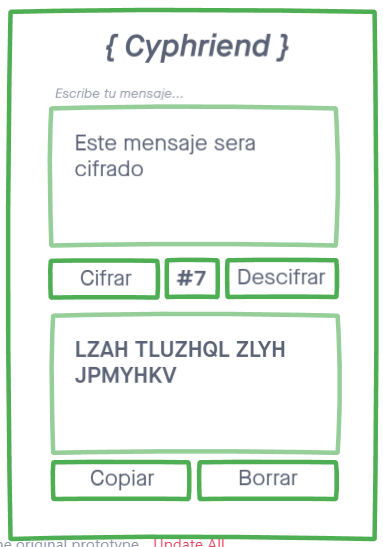 { Cyphriend }
Escribe tu mensaje...
Este mensaje sera
cifrado
Cifrar
#7
Descifrar
LZAH TLUZHQL ZLYH
JPMYHKV
Copiar
Borrar
he original prototype. Update All